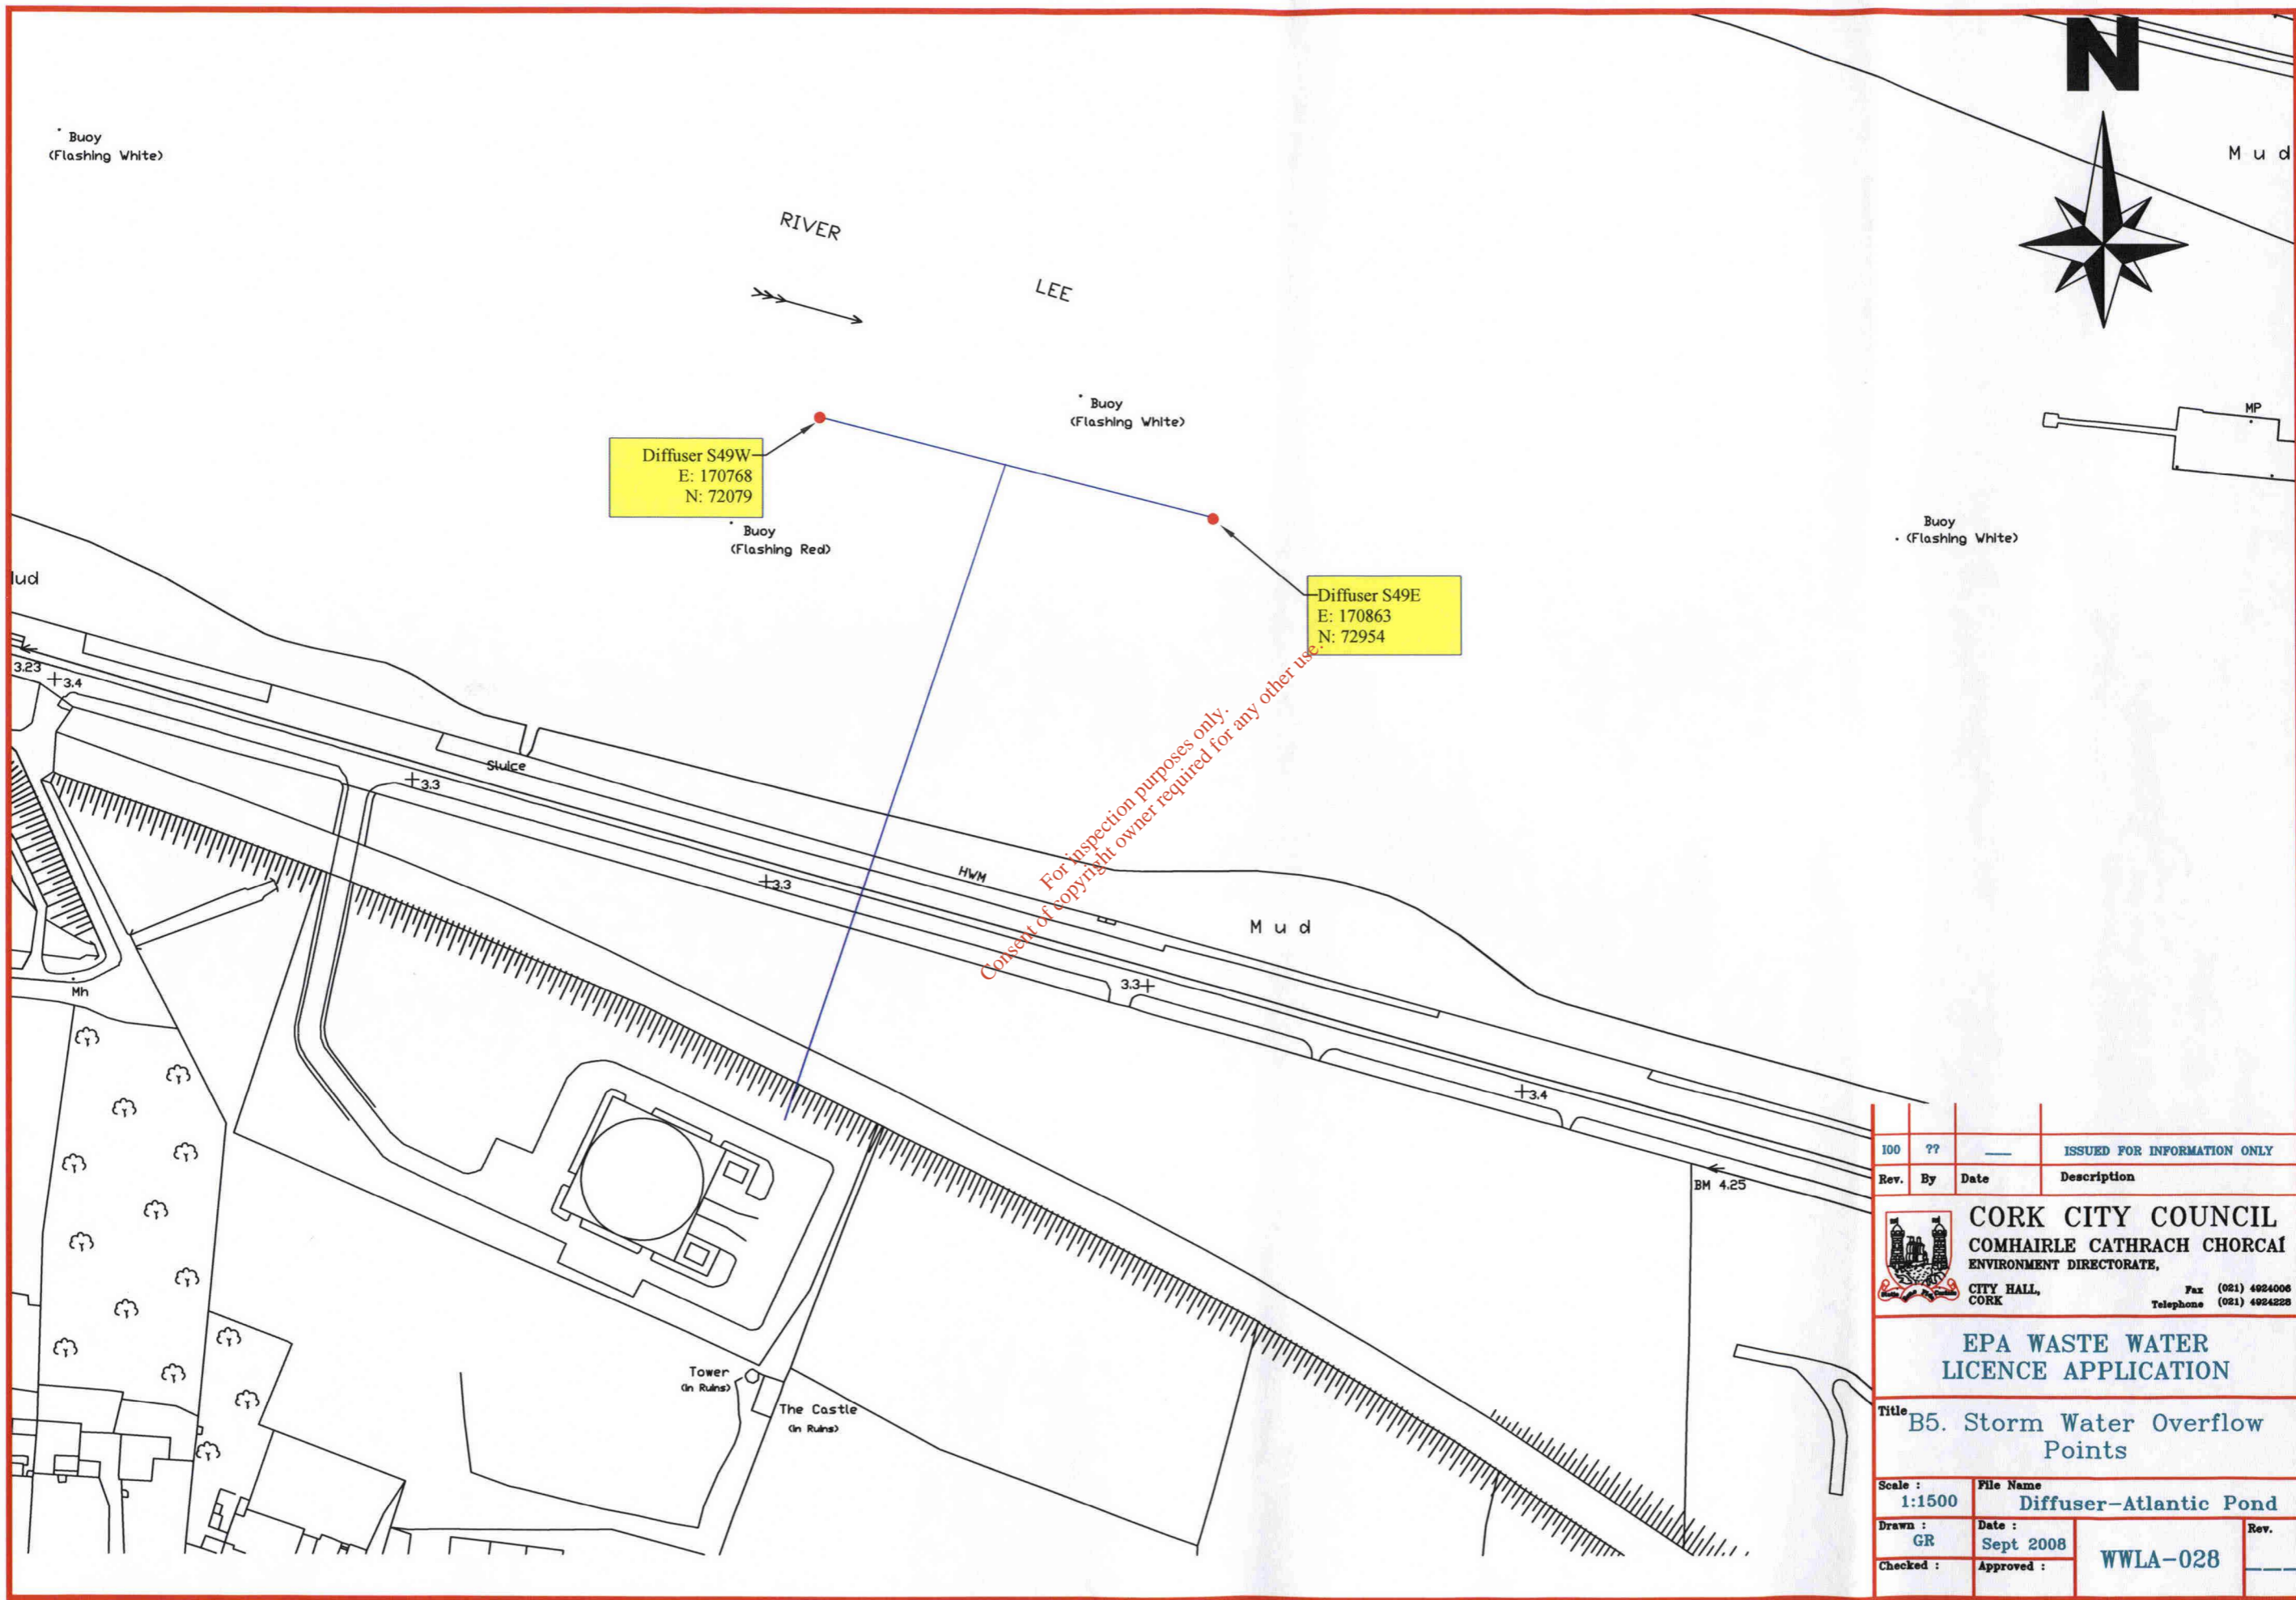 N
Buoy
(Flashing White)
Mud
RIVER
LEE
Buoy
(Flashing White)
MP
Diffuser S49W
E: 170768
N: 72079
Buoy
(Flashing Red)
Buoy
(Flashing White)
Diffuser S49E
E: 170863
N: 72954
lud
3.23
3.4
Sluice
3.3
3.3
HWM
For inspection purposes only.
Consent of copyright owner required for any other use.
Mud
3.3
Mh
3.4
BM 4.25
Tower
(in Ruins)
The Castle
(in Ruins)
100 ?? ISSUED FOR INFORMATION ONLY
Rev. By Date Description
CORK CITY COUNCIL
COMHAIRLE CATHRACH CHORCAÍ
ENVIRONMENT DIRECTORATE,
CITY HALL,
CORK
Fax (021) 4924006
Telephone (021) 4924228
EPA WASTE WATER
LICENCE APPLICATION
Title
B5. Storm Water Overflow
Points
Scale :
1:1500
File Name
Diffuser-Atlantic Pond
Drawn :
GR
Date :
Sept 2008
WWLA-028
Rev.
Checked :
Approved :